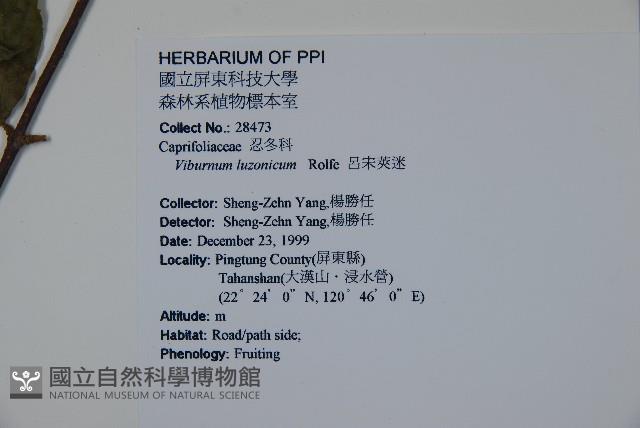 HERBARIUM OF PPI
國立屏東科技大學
森林系植物標本室
Collect No.: 28473
Caprifoliaceae 忍冬科
Viburnum luzonicum Rolfe 呂宋莢迷
Collector: Sheng-Zehn Yang,楊勝任
Detector: Sheng-Zehn Yang,楊勝任
Date: December 23, 1999
Locality: Pingtung County(屏東縣)
Tahanshan(大漢山・浸水營)
(22° 24' 0" N, 120° 46' 0" E)
Altitude: m
Habitat: Road/path side;
Phenology: Fruiting
國立自然科學博物館
NATIONAL MUSEUM OF NATURAL SCIENCE